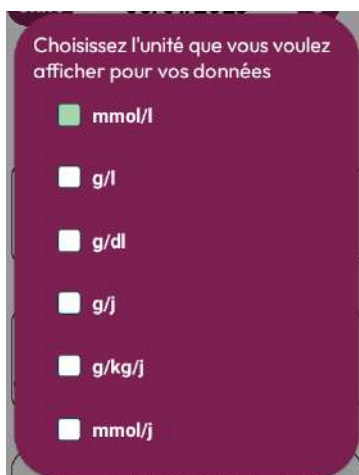 Choisissez l'unité que vous voulez
afficher pour vos données
mmol/l
g/l
g/dl
g/j
g/kg/j
mmol/j